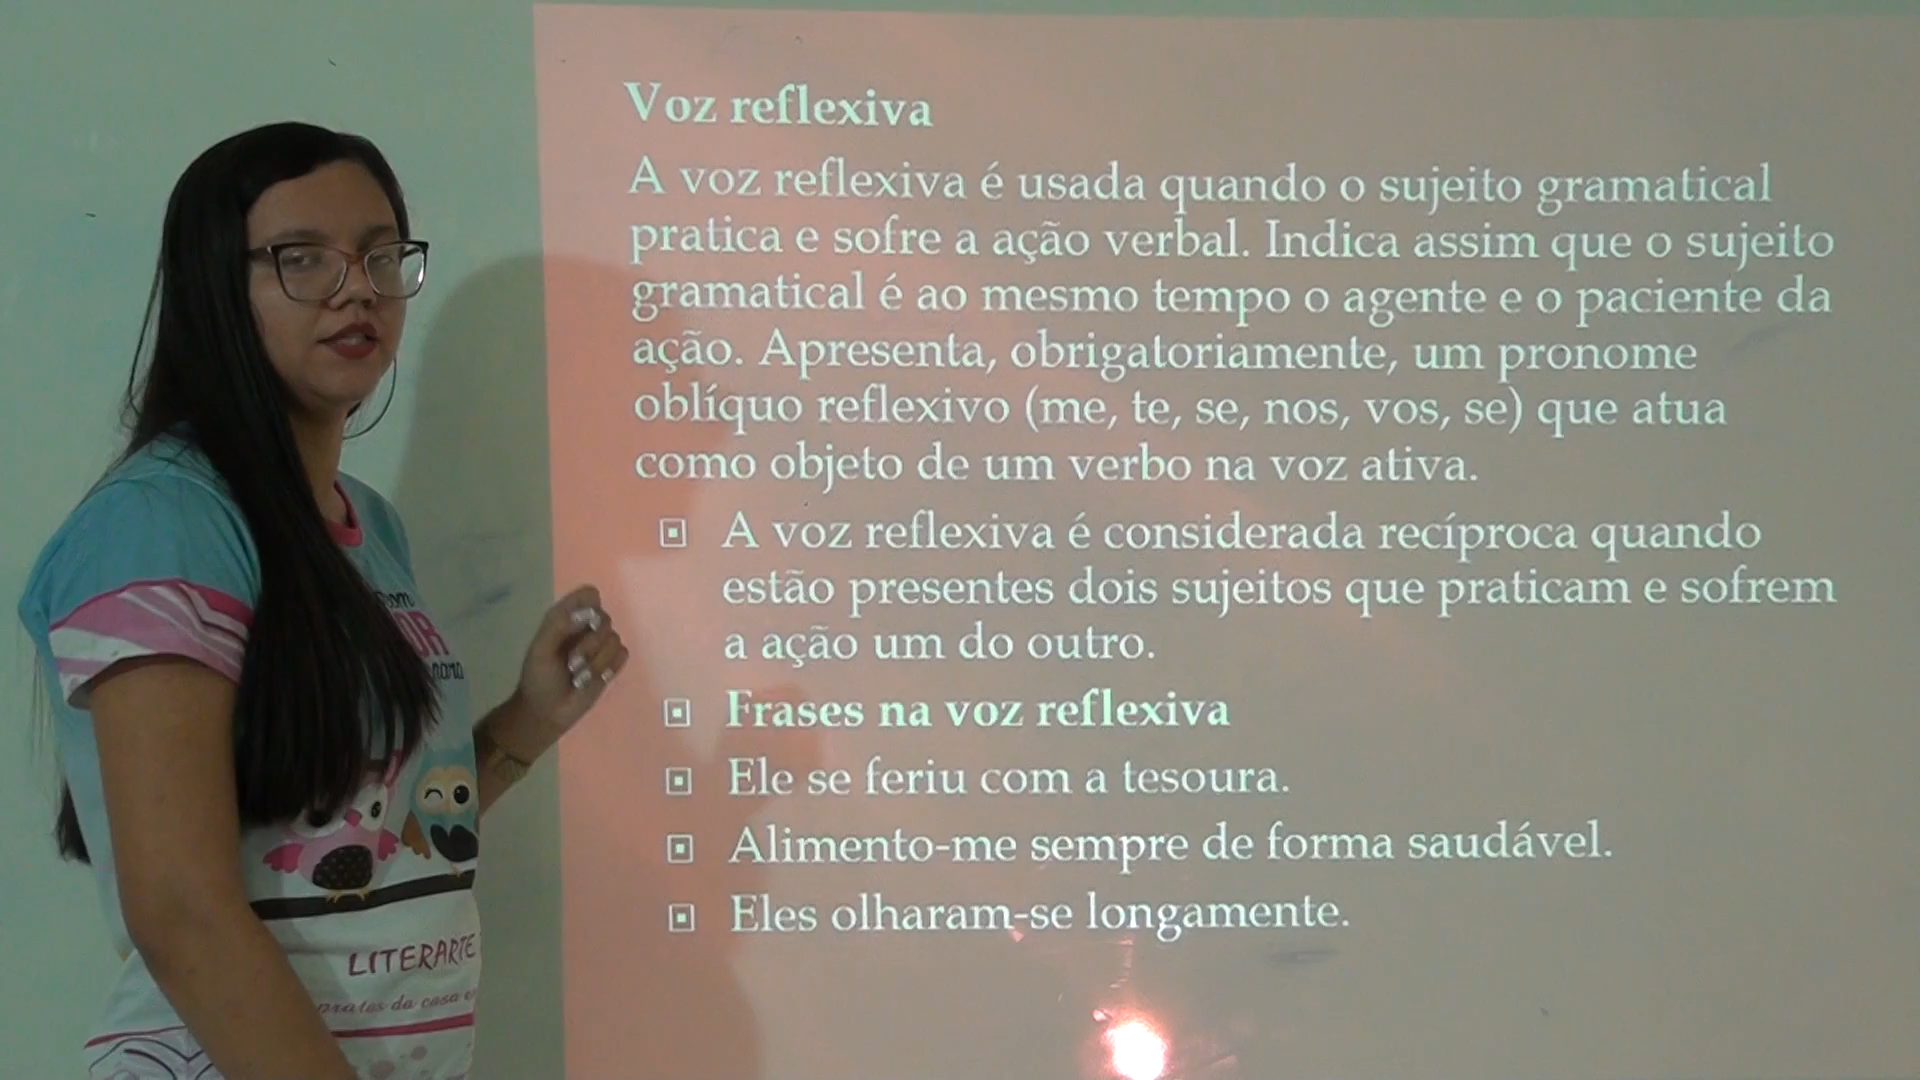 Voz reflexiva
A voz reflexiva é usada quando o sujeito gramatical
pratica e sofre a ação verbal. Indica assim que o sujeito
gramatical é ao mesmo tempo o agente e o paciente da
ação. Apresenta, obrigatoriamente, um pronome
oblíquo reflexivo (me, te, se, nos, vos, se) que atua
como objeto de um verbo na voz ativa.
A voz reflexiva é considerada recíproca quando
estão presentes dois sujeitos que praticam e sofrem
a ação um do outro.
Frases na voz reflexiva
Ele se feriu com a tesoura.
Alimento-me sempre de forma saudável.
Eles olharam-se longamente.
LITERARTE
da casa